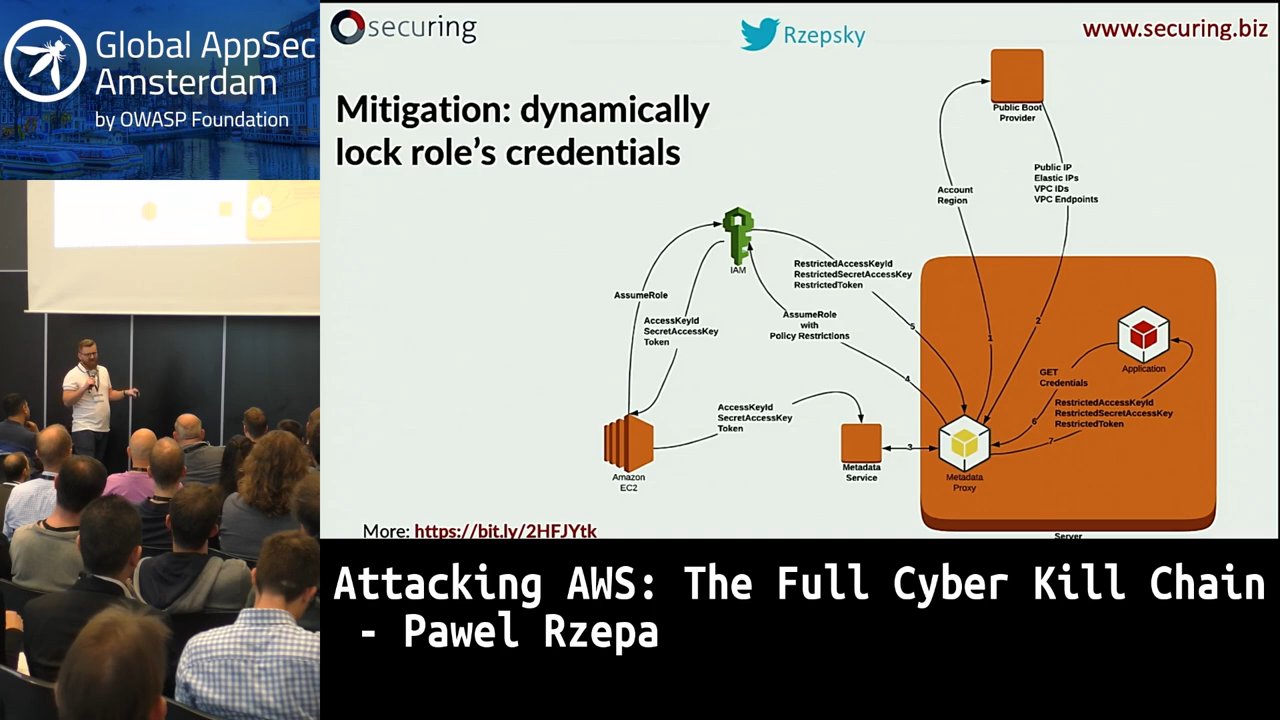 Global AppSec
Amsterdam
by OWASP Foundation
securing
Rzepsky
www.securing.biz
Mitigation: dynamically
lock role's credentials
Public Boot
Provider
Account
Region
Public IP
Elastic IPs
VPC IDs
VPC Endpoints
IAM
AssumeRole
AccessKeyId
SecretAccessKey
Token
RestrictedAccessKeyId
RestrictedSecretAccessKey
RestrictedToken
AssumeRole
with
Policy Restrictions
5
4
1
2
Application
GET
Credentials
RestrictedAccessKeyId
RestrictedSecretAccessKey
RestrictedToken
6
7
AccessKeyId
SecretAccessKey
Token
3
Amazon
EC2
Metadata
Service
Metadata
Proxy
Server
More: https://bit.ly/2HFJYtk
Attacking AWS: The Full Cyber Kill Chain
- Pawel Rzepa